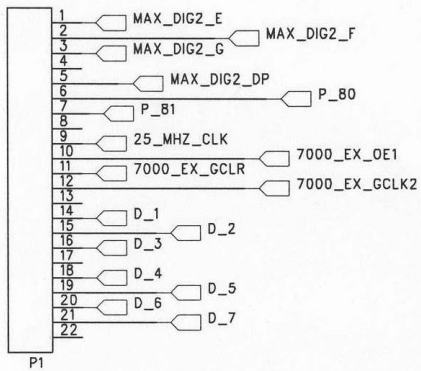 1 MAX_DIG2_E
2 MAX_DIG2_F
3 MAX_DIG2_G
4
5 MAX_DIG2_DP
6 P_80
7 P_81
8
9 25_MHZ_CLK
10 7000_EX_OE1
11 7000_EX_GCLR
12 7000_EX_GCLK2
13
14 D_1
15 D_2
16 D_3
17
18 D_4
19 D_5
20 D_6
21 D_7
22
P1